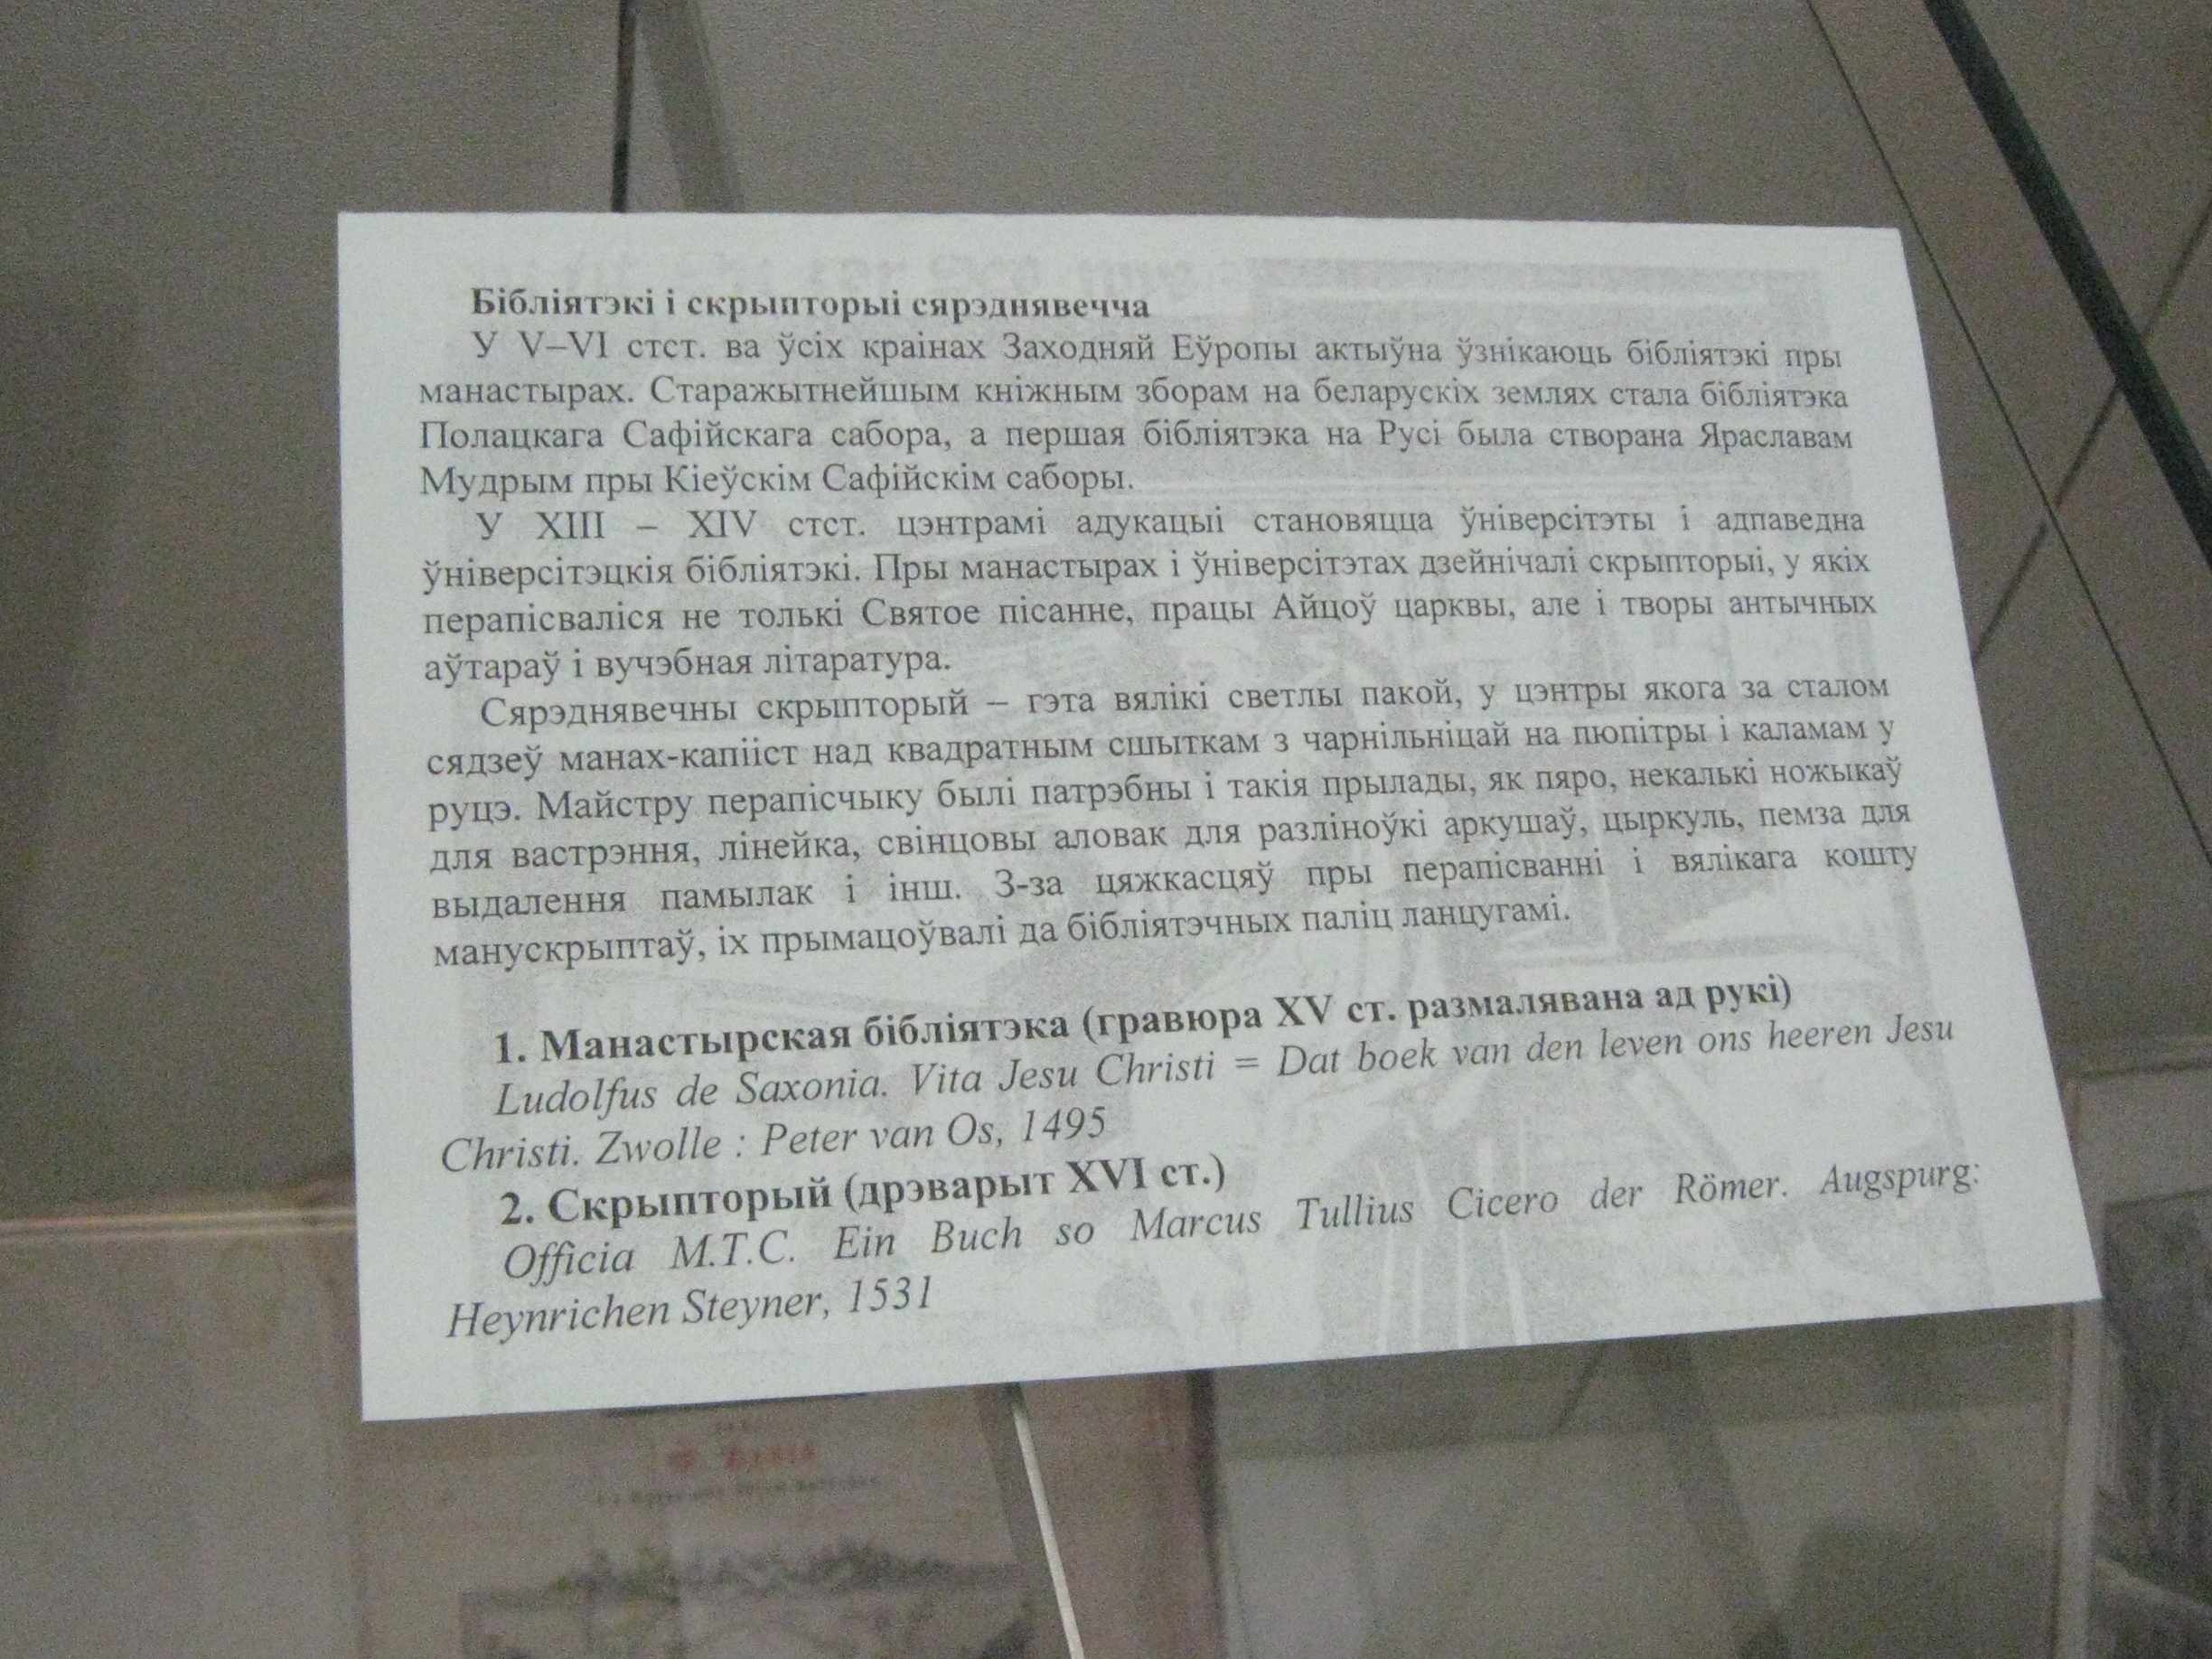 Бібліятэкі і скрыпторыі сярэднявечча
У V–VI стст. ва ўсіх краінах Заходняй Еўропы актыўна ўзнікаюць бібліятэкі пры
манастырах. Старажытнейшым кніжным зборам на беларускіх землях стала бібліятэка
Полацкага Сафійскага сабора, а першая бібліятэка на Русі была створана Яраславам
Мудрым пры Кіеўскім Сафійскім саборы.
У XIII – XIV стст. цэнтрамі адукацыі становяцца ўніверсітэты і адпаведна
ўніверсітэцкія бібліятэкі. Пры манастырах і ўніверсітэтах дзейнічалі скрыпторыі, у якіх
перапісваліся не толькі Святое пісанне, працы Айцоў царквы, але і творы антычных
аўтараў і вучэбная літаратура.
Сярэднявечны скрыпторый – гэта вялікі светлы пакой, у цэнтры якога за сталом
сядзеў манах-капііст над квадратным сшыткам з чарнільніцай на пюпітры і каламам у
руцэ. Майстру перапісчыку былі патрэбны і такія прылады, як пяро, некалькі ножыкаў
для вастрэння, лінейка, свінцовы аловак для разліноўкі аркушаў, цыркуль, пемза для
выдалення памылак і інш. З-за цяжкасцяў пры перапісванні і вялікага кошту
манускрыптаў, іх прымацоўвалі да бібліятэчных паліц ланцугамі.
1. Манастырская бібліятэка (гравюра XV ст. размалявана ад рукі)
Ludolfus de Saxonia. Vita Jesu Christi = Dat boek van den leven ons heeren Jesu
Christi. Zwolle : Peter van Os, 1495
2. Скрыпторый (дрэварыт XVI ст.)
Officia M.T.C. Ein Buch so Marcus Tullius Cicero der Römer. Augspurg:
Heynrichen Steyner, 1531